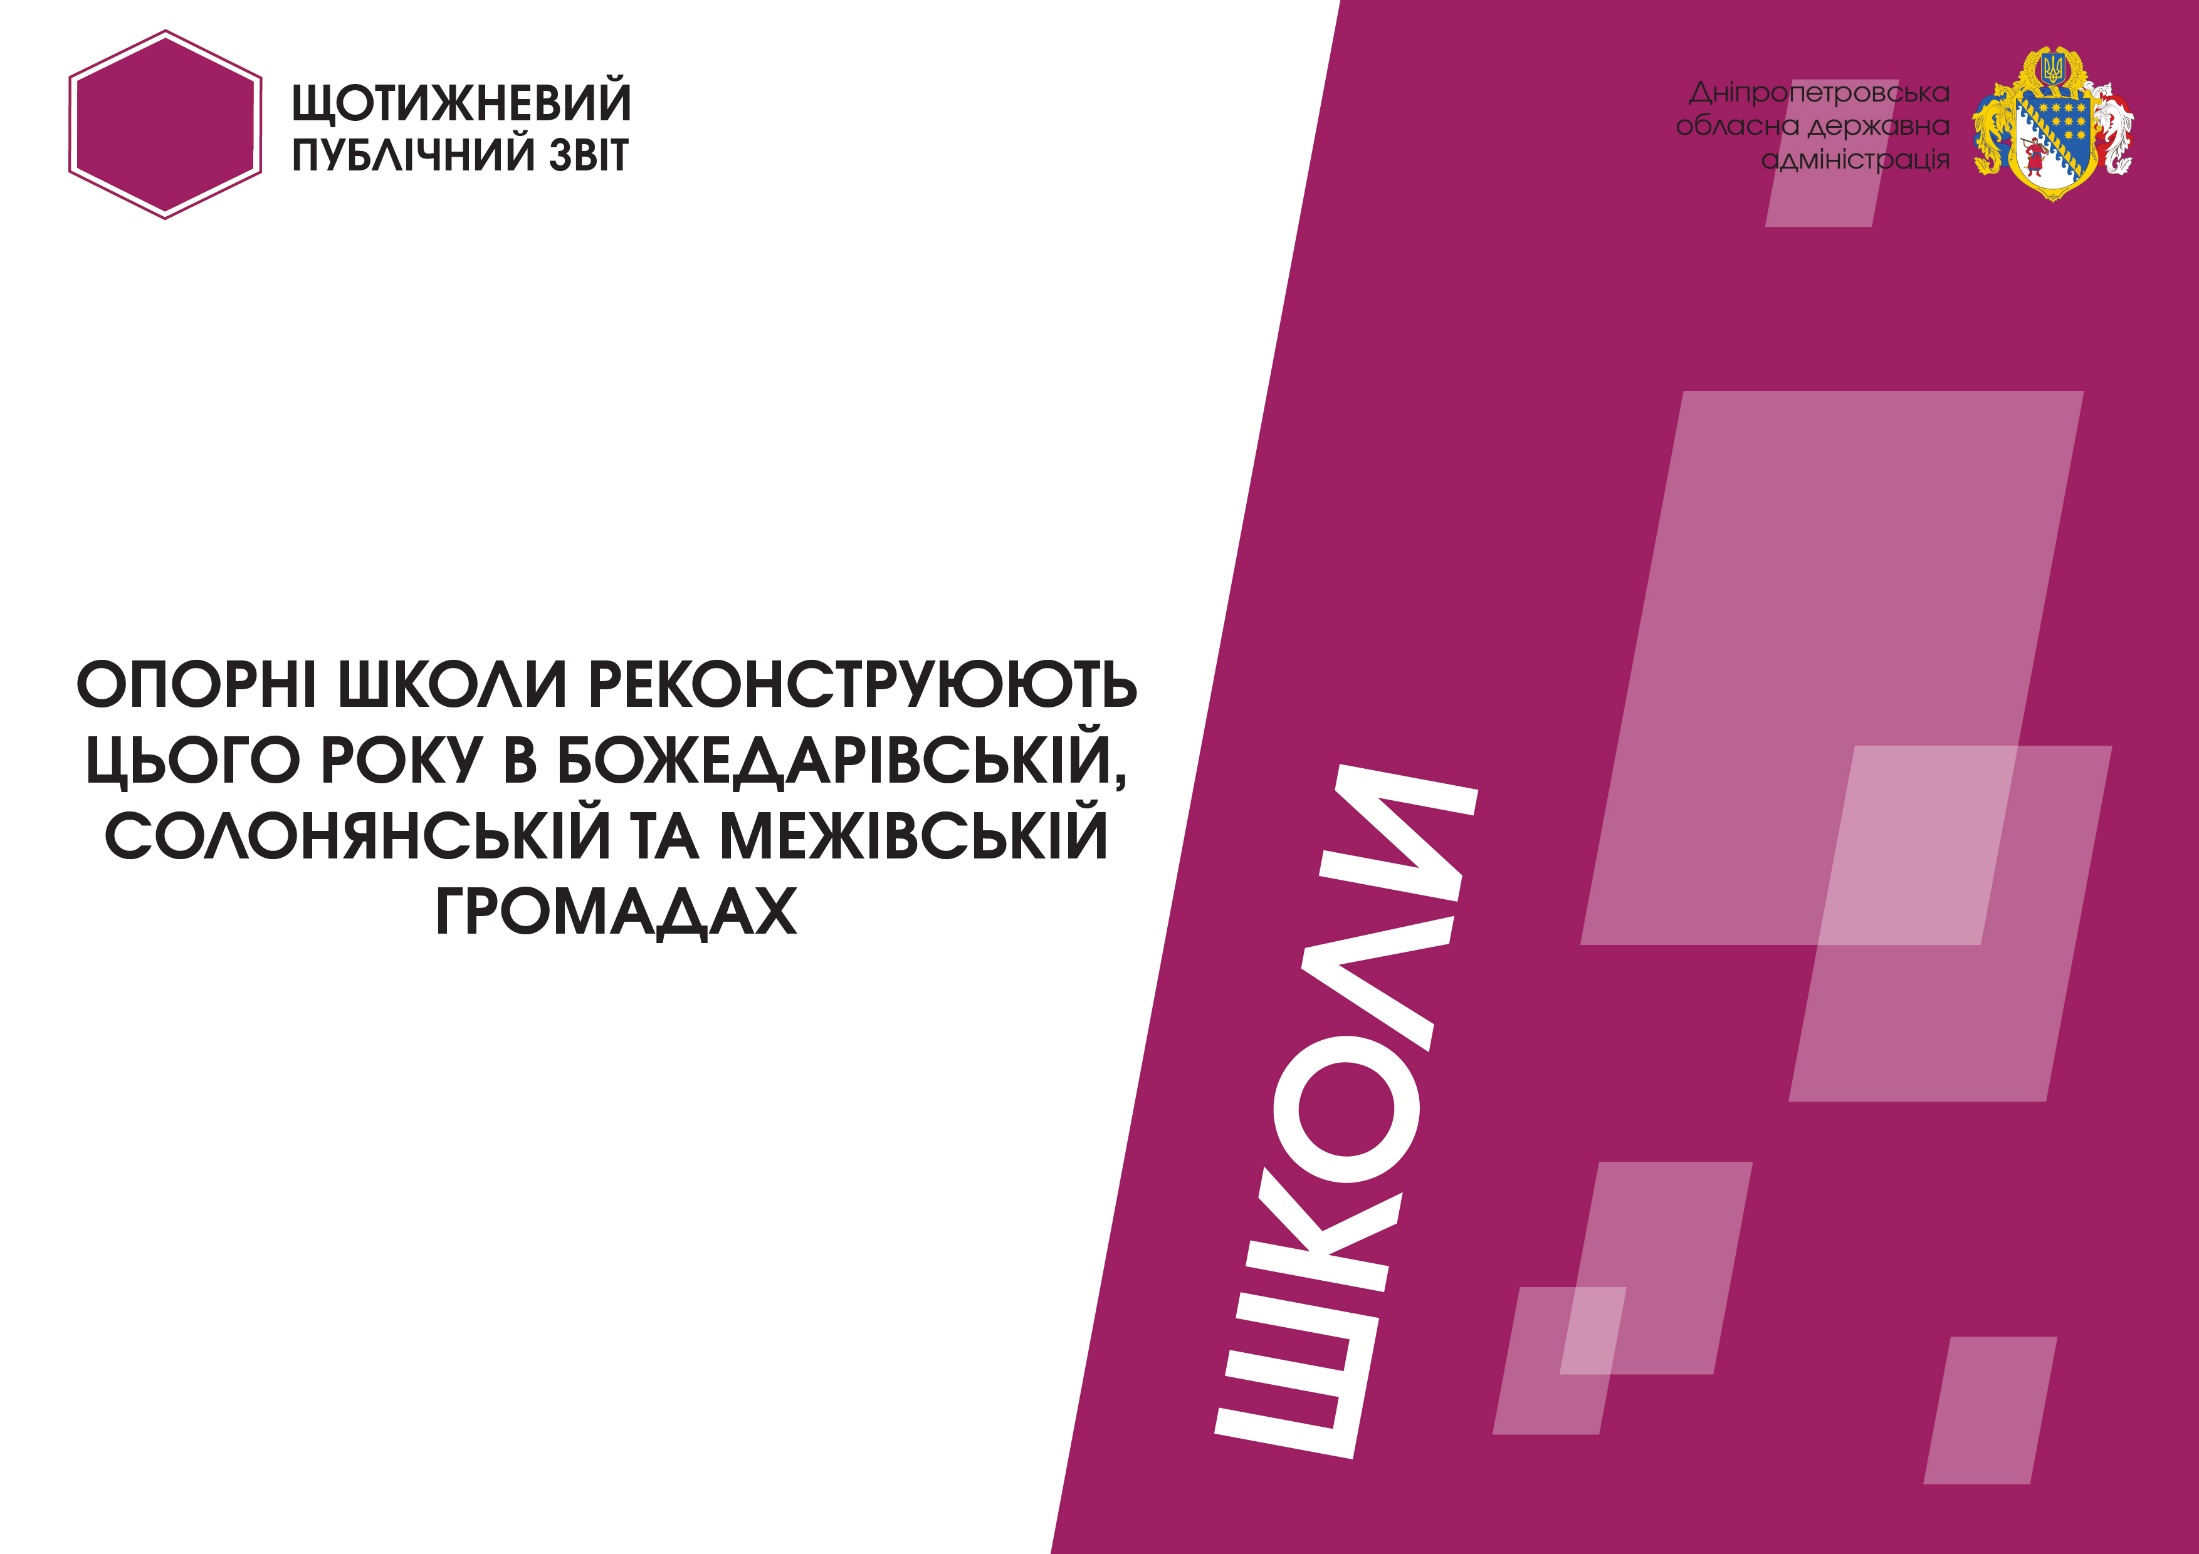 ЩОТИЖНЕВИЙ
ПУБЛІЧНИЙ ЗВІТ
Дніпропетровська
обласна державна
адміністрація
ОПОРНІ ШКОЛИ РЕКОНСТРУЮЮТЬ
ЦЬОГО РОКУ В БОЖЕДАРІВСЬКІЙ,
СОЛОНЯНСЬКІЙ ТА МЕЖІВСЬКІЙ
ГРОМАДАХ
ШКОЛИ